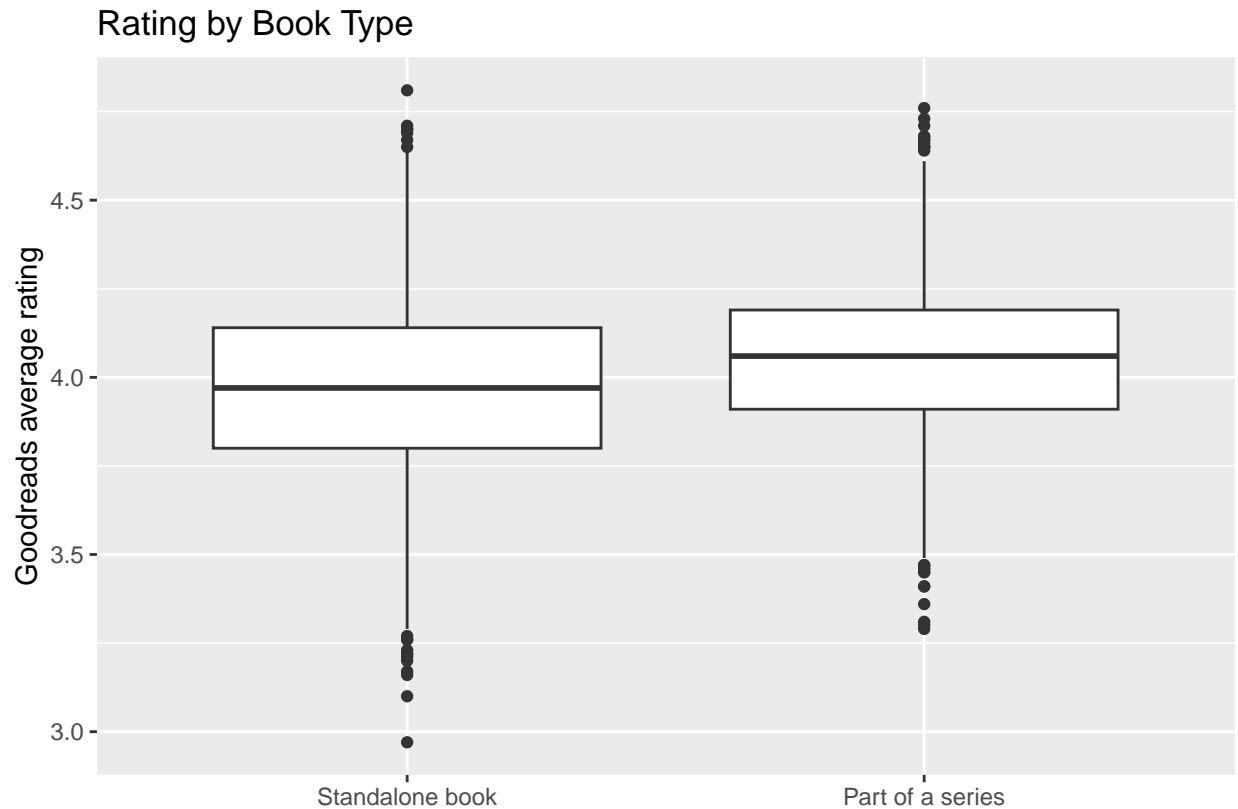 Rating by Book Type
Goodreads average rating
4.5
4.0
3.5
3.0
Standalone book
Part of a series